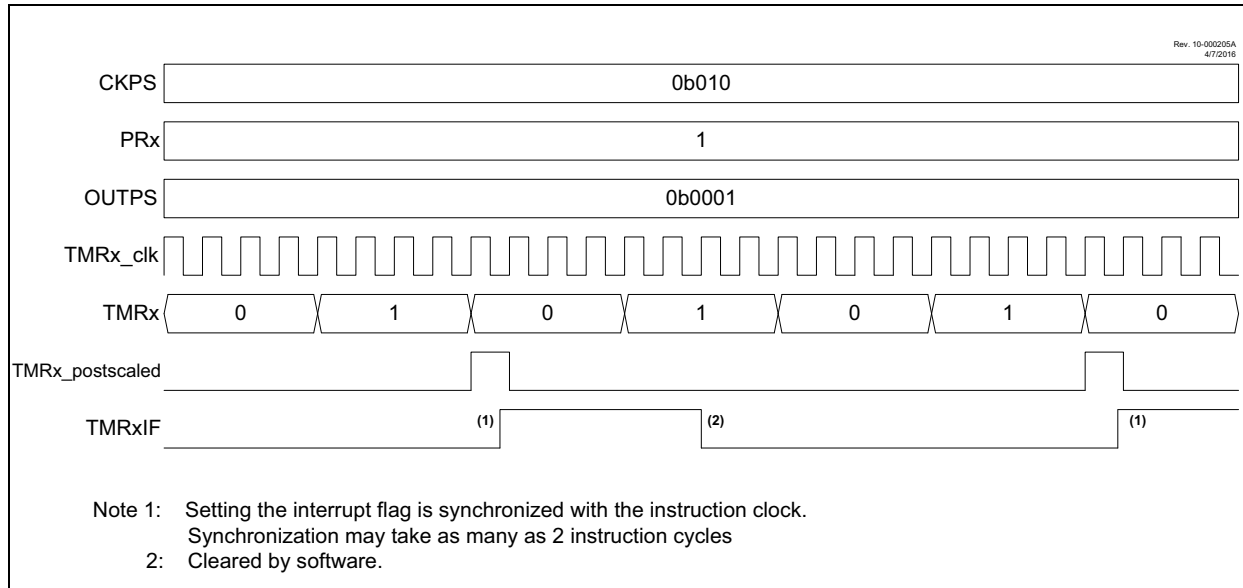 Rev. 10-000205A
4/7/2016
CKPS 0b010
PRx 1
OUTPS 0b0001
TMRx_clk
TMRx 0 1 0 1 0 1 0
TMRx_postscaled
TMRxIF (1) (2) (1)
Note 1: Setting the interrupt flag is synchronized with the instruction clock.
Synchronization may take as many as 2 instruction cycles
2: Cleared by software.